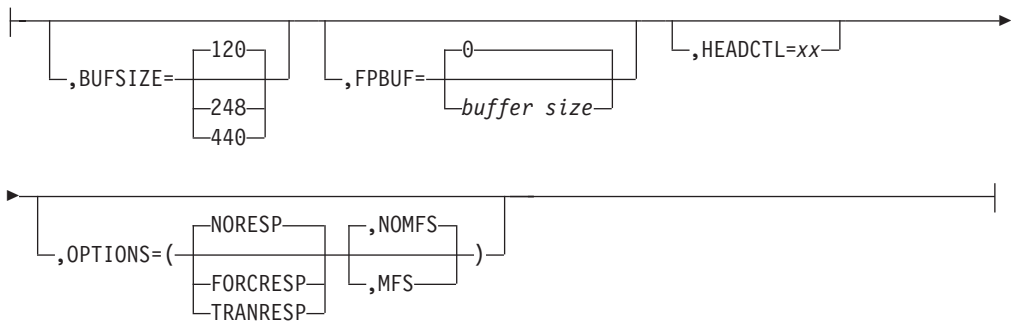 ,BUFSIZE=
120
248
440
,FPBUF=
0
buffer size
,HEADCTL=xx
,OPTIONS=(
NORESP
FORCRESP
TRANRESP
,NOMFS
,MFS
)